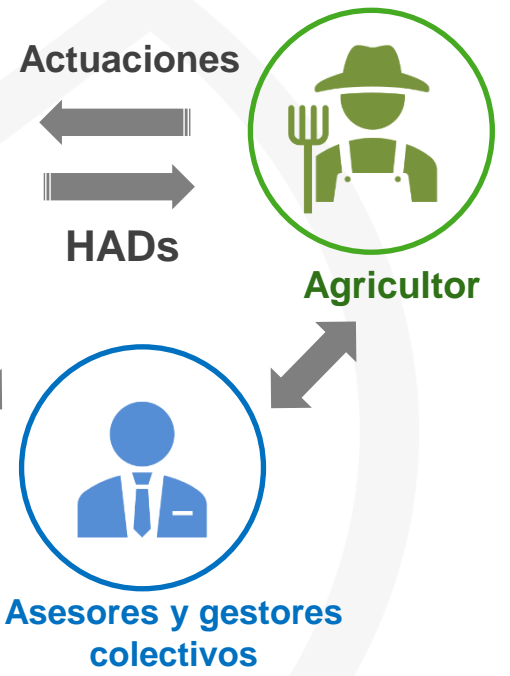 Actuaciones
HADs
Agricultor
Asesores y gestores
colectivos